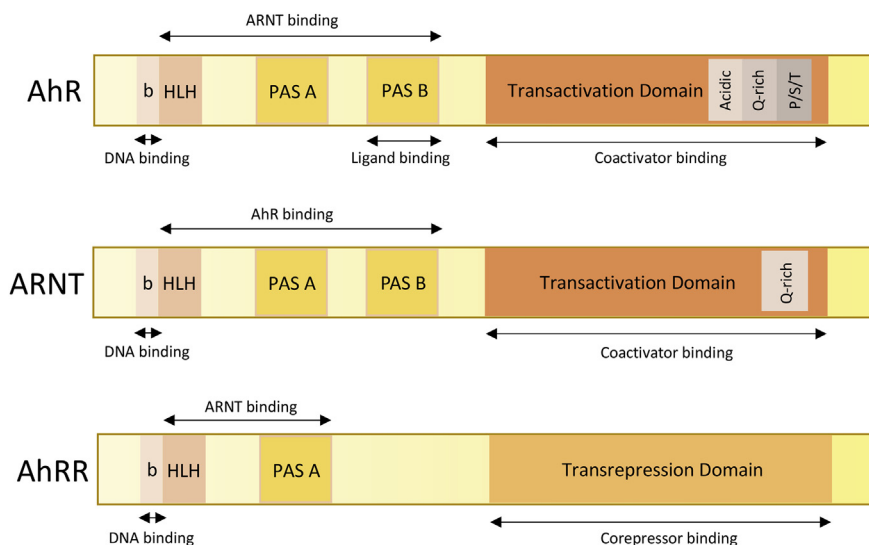 ARNT binding
AhR
b
HLH
PAS A
PAS B
Transactivation Domain
Acidic
Q-rich
P/S/T
DNA binding
Ligand binding
Coactivator binding
AhR binding
ARNT
b
HLH
PAS A
PAS B
Transactivation Domain
Q-rich
DNA binding
Coactivator binding
ARNT binding
AhRR
b
HLH
PAS A
Transrepression Domain
DNA binding
Corepressor binding